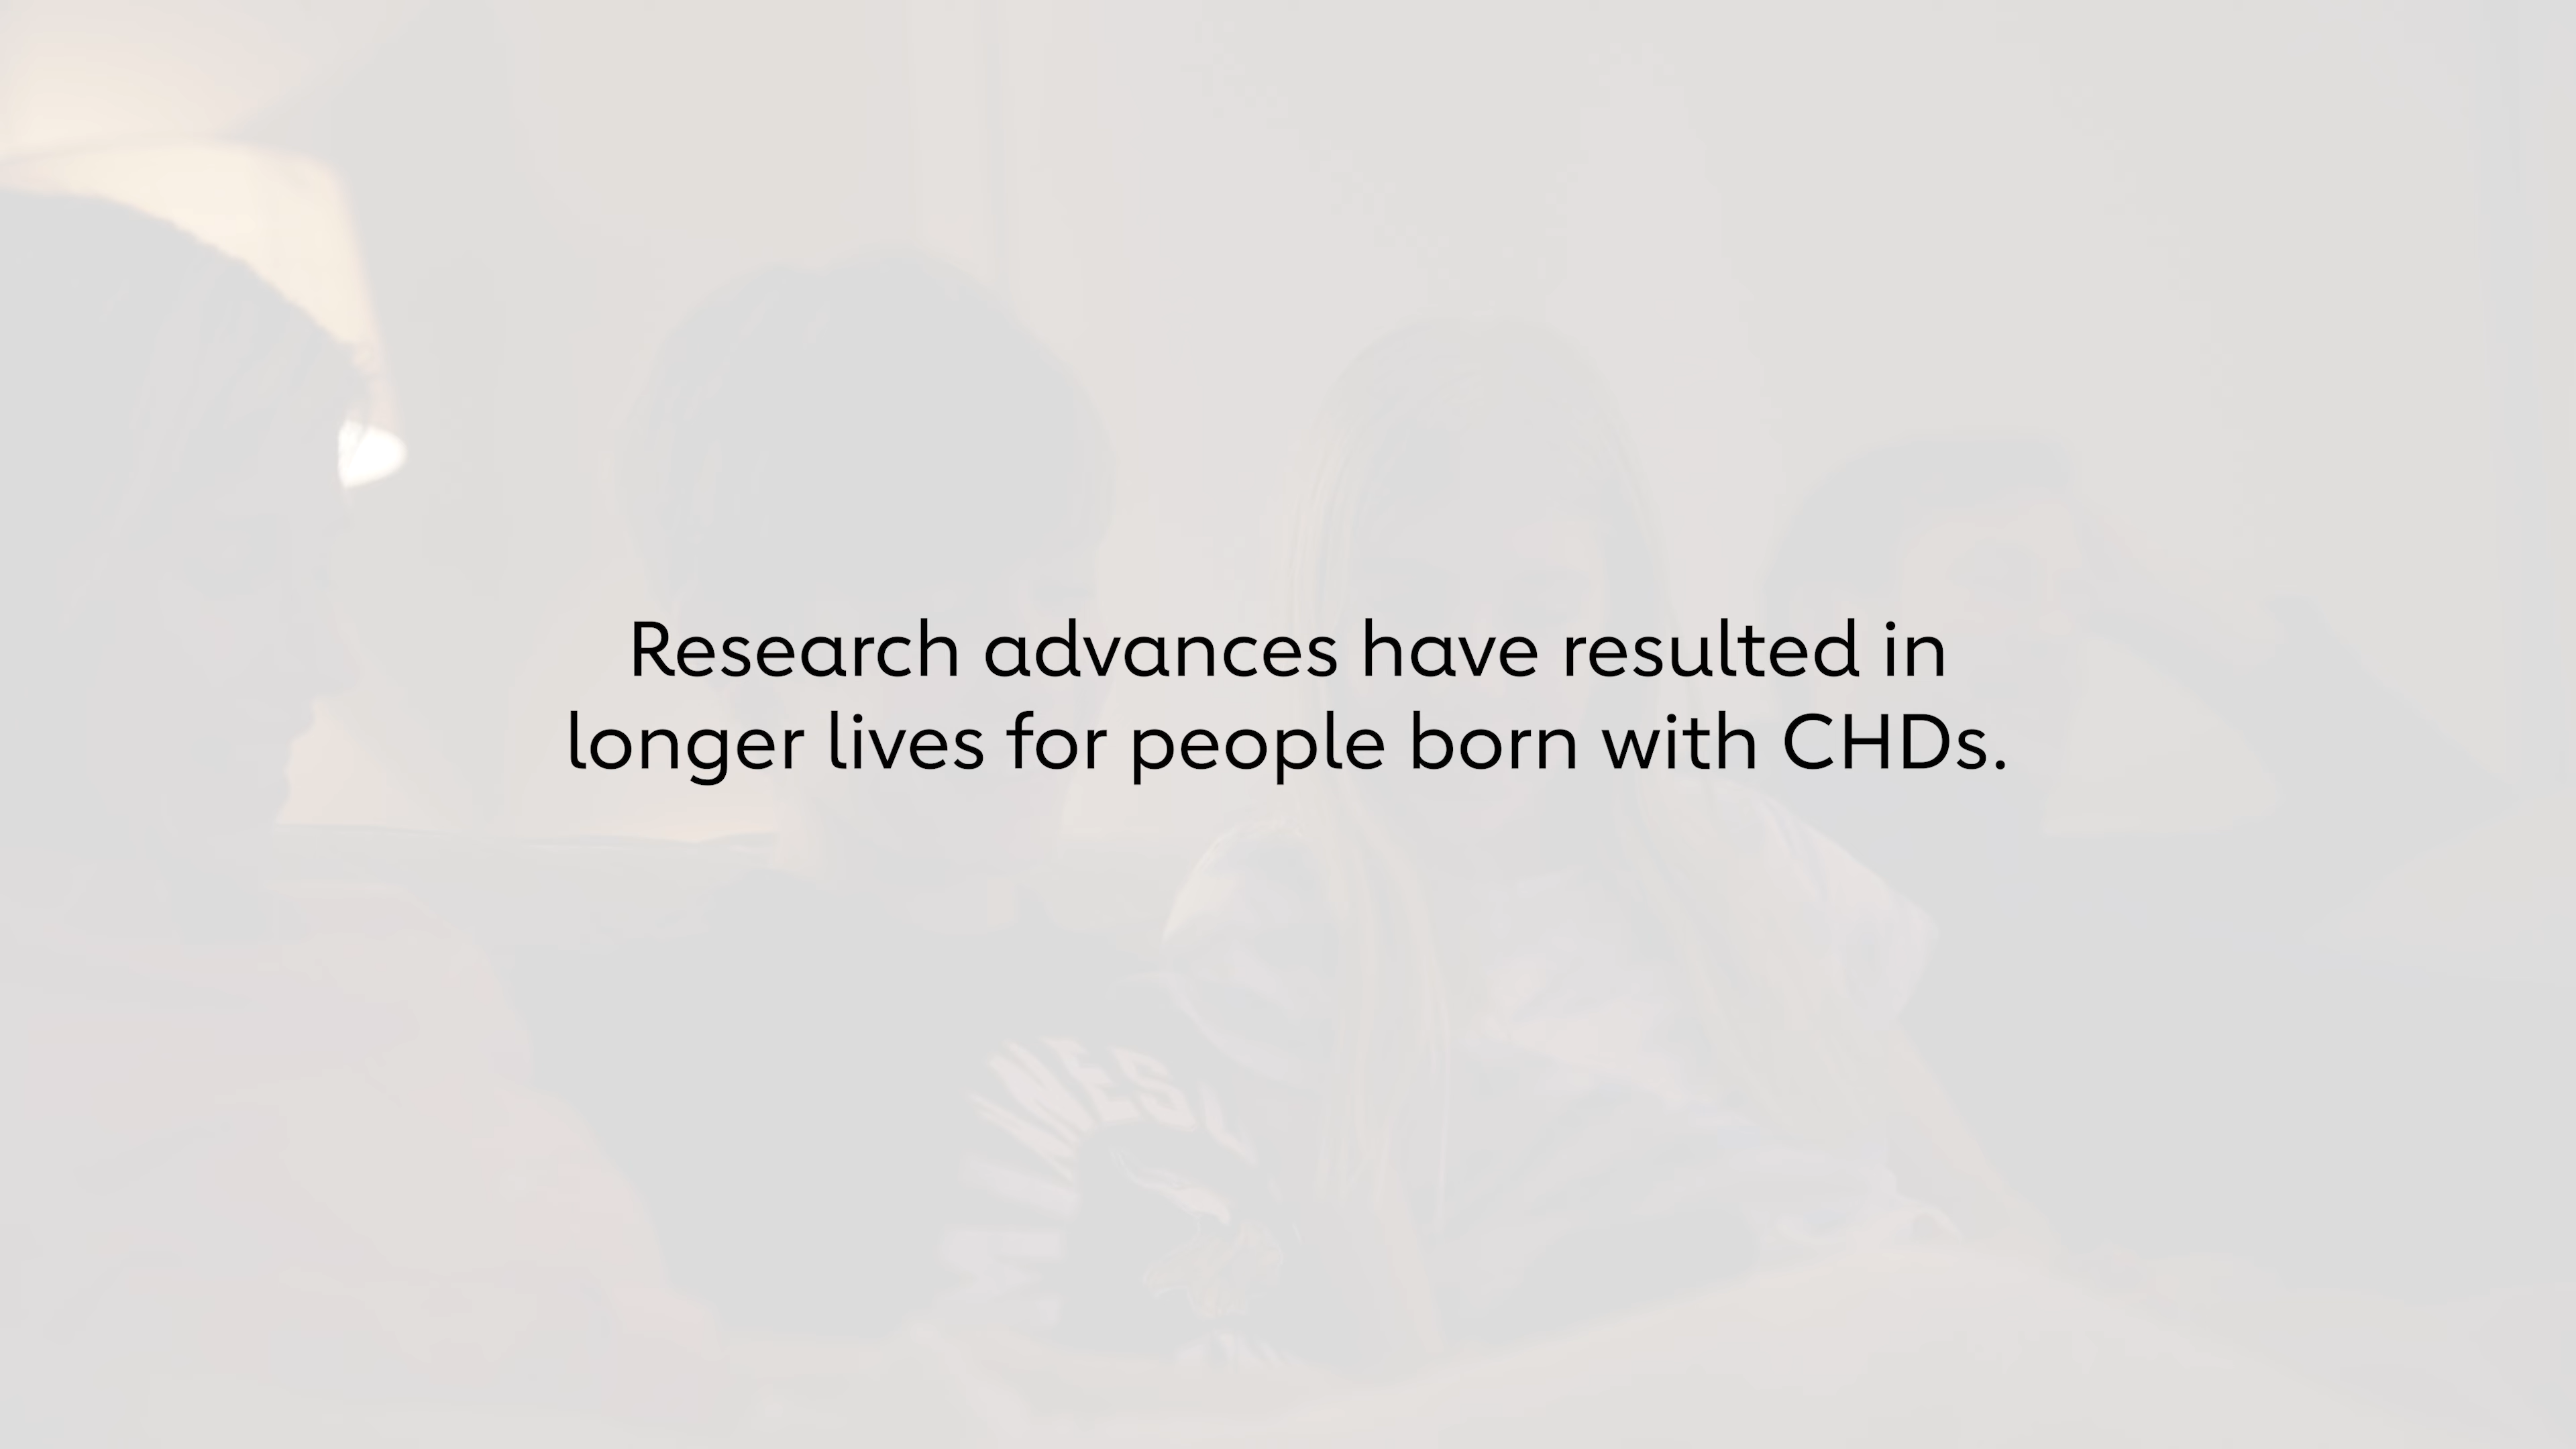 Research advances have resulted in
longer lives for people born with CHDs.